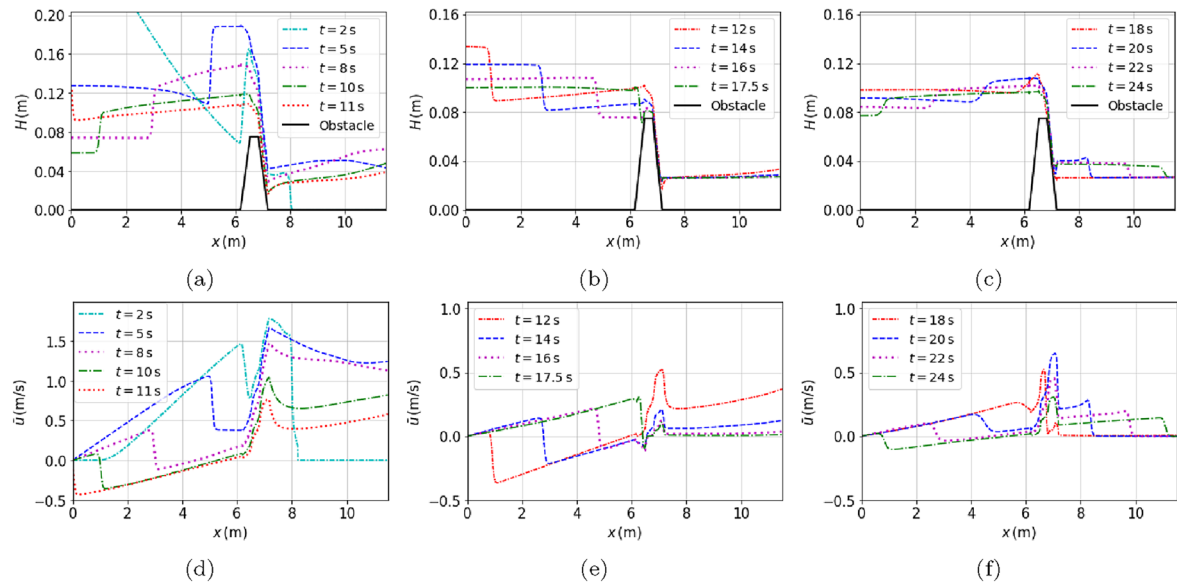 0.20
0.16
0.12
0.08
0.04
0.00
H (m)
t = 2 s
t = 5 s
t = 8 s
t = 10 s
t = 11 s
Obstacle
0 2 4 6 8 10
x (m)
(a)
0.20
0.16
0.12
0.08
0.04
0.00
H (m)
t = 12 s
t = 14 s
t = 16 s
t = 17.5 s
Obstacle
0 2 4 6 8 10
x (m)
(b)
0.20
0.16
0.12
0.08
0.04
0.00
H (m)
t = 18 s
t = 20 s
t = 22 s
t = 24 s
Obstacle
0 2 4 6 8 10
x (m)
(c)
1.5
1.0
0.5
0.0
−0.5
ū (m/s)
t = 2 s
t = 5 s
t = 8 s
t = 10 s
t = 11 s
0 2 4 6 8 10
x (m)
(d)
1.0
0.5
0.0
−0.5
ū (m/s)
t = 12 s
t = 14 s
t = 16 s
t = 17.5 s
0 2 4 6 8 10
x (m)
(e)
1.0
0.5
0.0
−0.5
ū (m/s)
t = 18 s
t = 20 s
t = 22 s
t = 24 s
0 2 4 6 8 10
x (m)
(f)